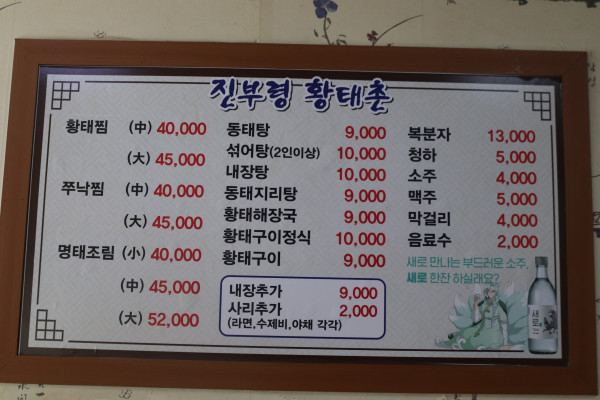 진부령 황태촌
황태찜 (中) 40,000
(大) 45,000
쭈낙찜 (中) 40,000
(大) 45,000
명태조림 (小) 40,000
(中) 45,000
(大) 52,000
동태탕 9,000
섞어탕(2인이상) 10,000
내장탕 10,000
동태지리탕 9,000
황태해장국 9,000
황태구이정식 10,000
황태구이 9,000
내장추가 9,000
사리추가 2,000
(라면,수제비,야채 각각)
복분자 13,000
청하 5,000
소주 4,000
맥주 5,000
막걸리 4,000
음료수 2,000
새로 만나는 부드러운 소주.
새로 한잔 하실래요?
새로